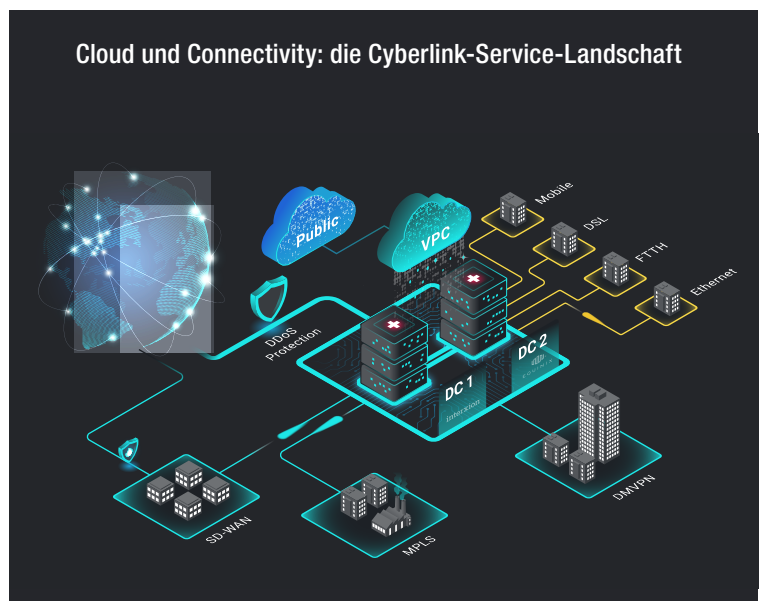 Cloud und Connectivity: die Cyberlink-Service-Landschaft
Public
VPC
Mobile
DSL
FTTH
Ethernet
DDoS
Protection
DC 1
interxion
DC 2
SD-WAN
MPLS
DMVPN